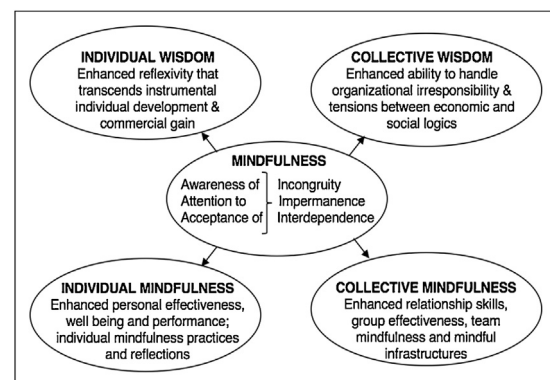 INDIVIDUAL WISDOM
Enhanced reflexivity that
transcends instrumental
individual development &
commercial gain
COLLECTIVE WISDOM
Enhanced ability to handle
organizational irresponsibility &
tensions between economic and
social logics
MINDFULNESS
Awareness of
Attention to
Acceptance of
Incongruity
Impermanence
Interdependence
INDIVIDUAL MINDFULNESS
Enhanced personal effectiveness,
well being and performance;
individual mindfulness practices
and reflections
COLLECTIVE MINDFULNESS
Enhanced relationship skills,
group effectiveness, team
mindfulness and mindful
infrastructures